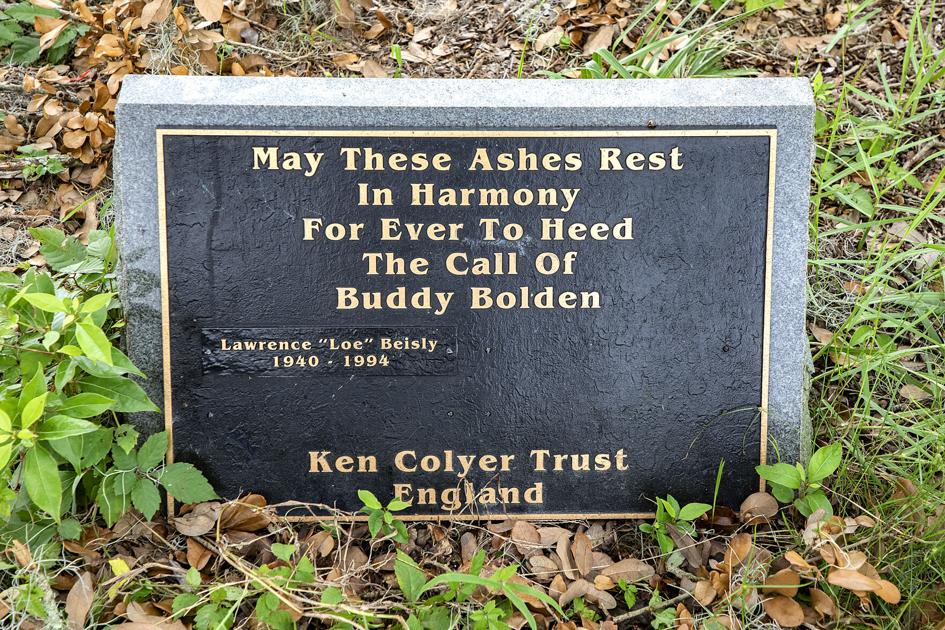 May These Ashes Rest
In Harmony
For Ever To Heed
The Call Of
Buddy Bolden
Lawrence "Loe" Beisly
1940 - 1994
Ken Colyer Trust
England